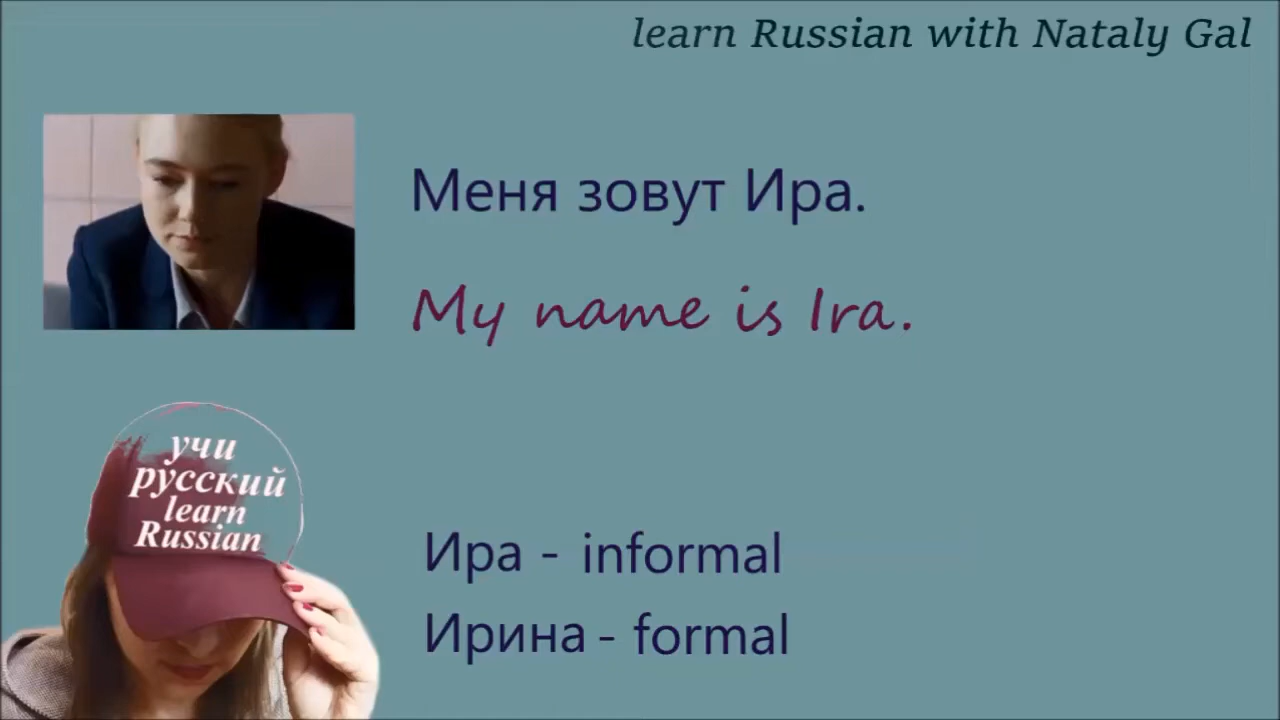 learn Russian with Nataly Gal
Меня зовут Ира.
My name is Ira.
учи
русский
learn
Russian
Ира - informal
Ирина - formal